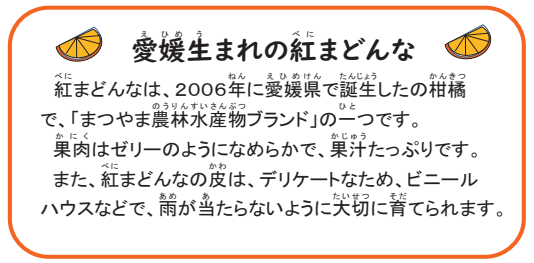 愛媛生まれの紅まどんな
紅まどんなは、2006年に愛媛県で誕生したの柑橘
で、「まつやま農林水産物ブランド」の一つです。
果肉はゼリーのようになめらかで、果汁たっぷりです。
また、紅まどんなの皮は、デリケートなため、ビニール
ハウスなどで、雨が当たらないように大切に育てられます。